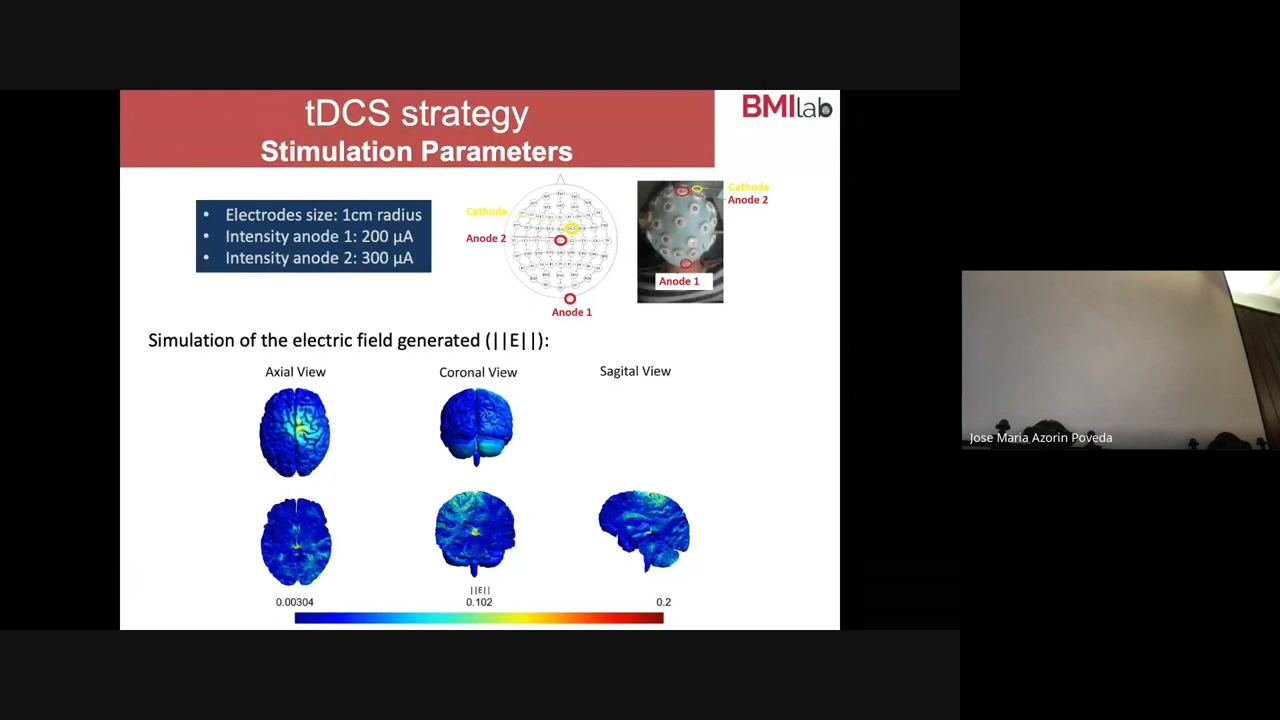 tDCS strategy
Stimulation Parameters
BMIlab
• Electrodes size: 1cm radius
• Intensity anode 1: 200 µA
• Intensity anode 2: 300 µA
Cathode
Anode 2
Anode 1
Cathode
Anode 2
Anode 1
Simulation of the electric field generated (||E||):
Axial View
Coronal View
Sagital View
||E||
0.00304
0.102
0.2
Jose Maria Azorin Poveda